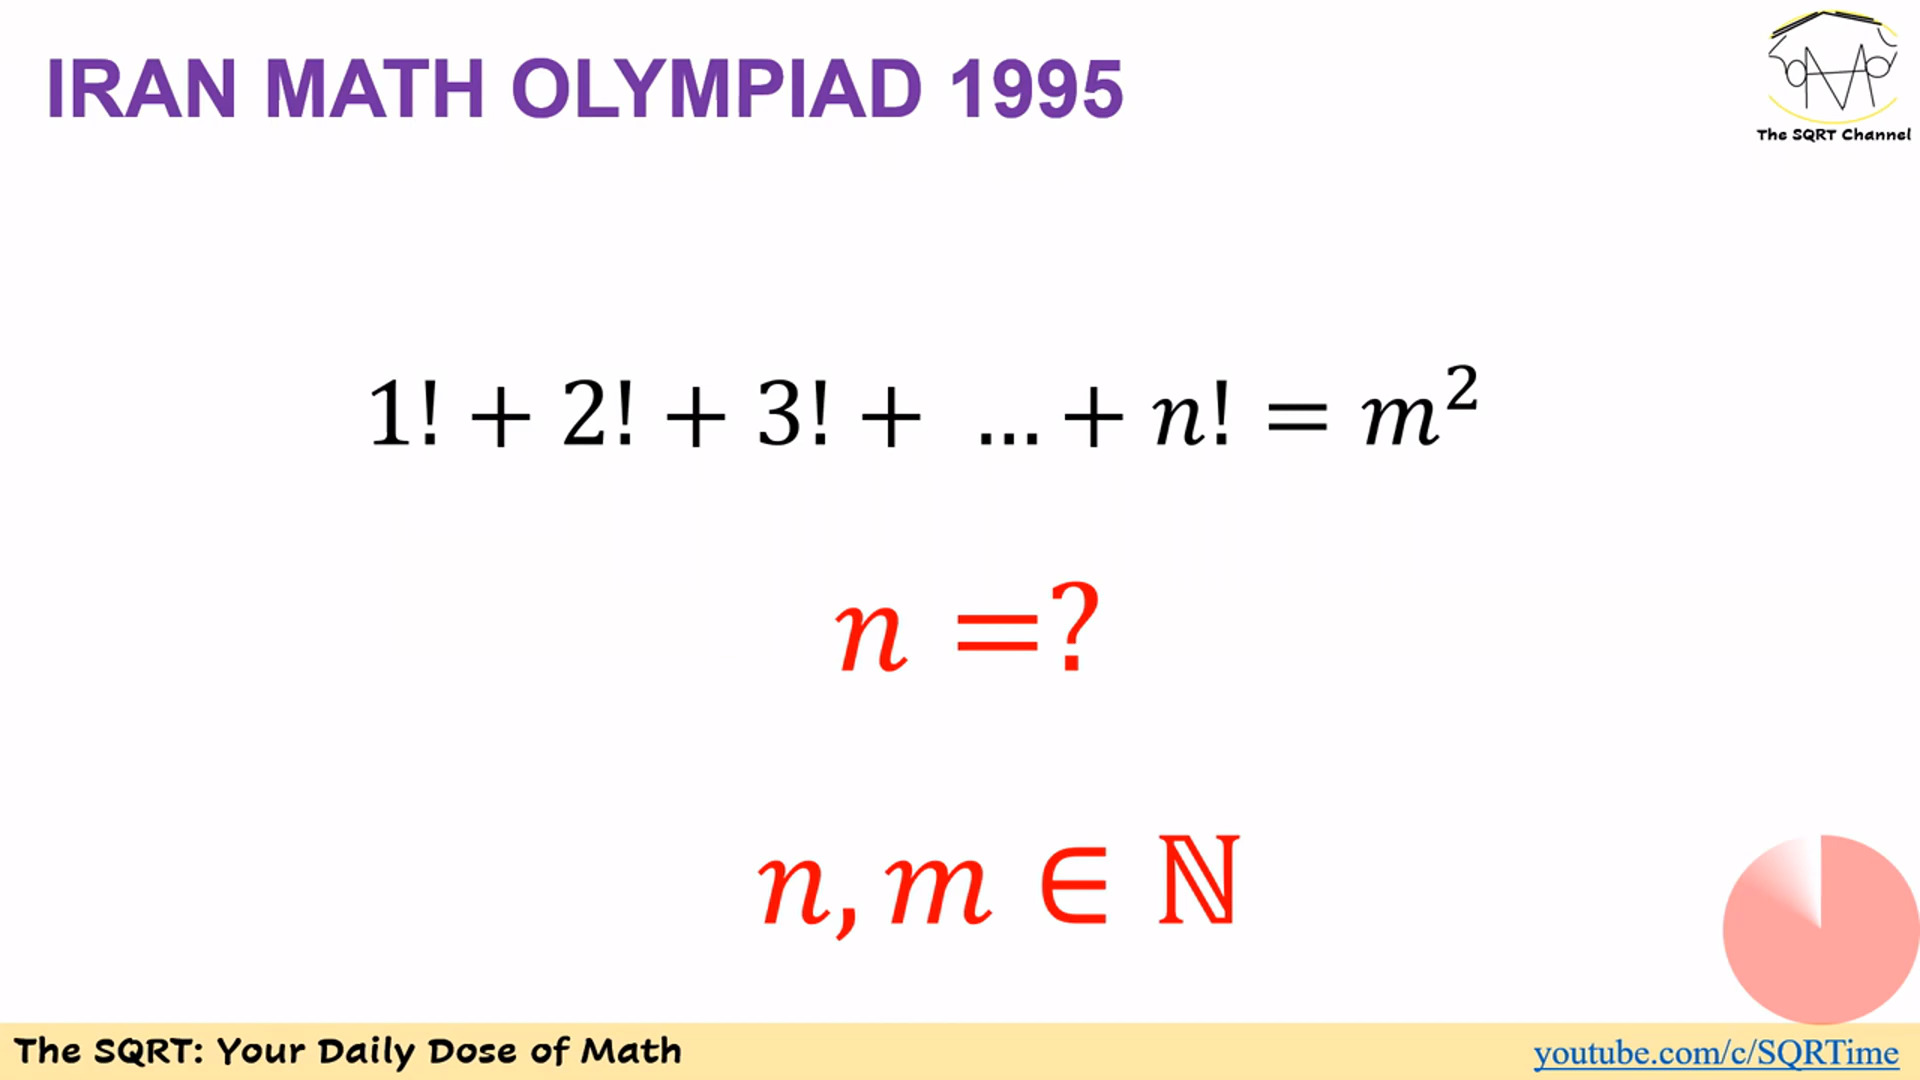 IRAN MATH OLYMPIAD 1995
The SQRT Channel
1! + 2! + 3! + ... + n! = m²
n =?
n, m ∈ ℕ
The SQRT: Your Daily Dose of Math
youtube.com/c/SQRTime